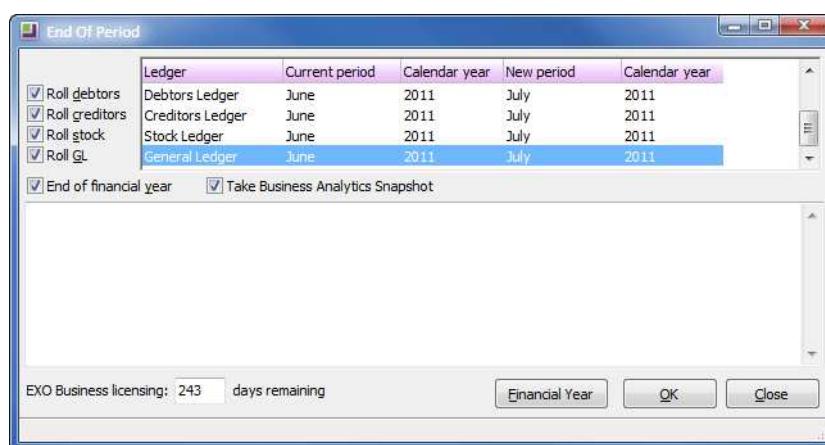 End Of Period
Ledger Current period Calendar year New period Calendar year
Roll debtors Debtors Ledger June 2011 July 2011
Roll creditors Creditors Ledger June 2011 July 2011
Roll stock Stock Ledger June 2011 July 2011
Roll GL General Ledger June 2011 July 2011
End of financial year Take Business Analytics Snapshot
EXO Business licensing: 243 days remaining Financial Year OK Close